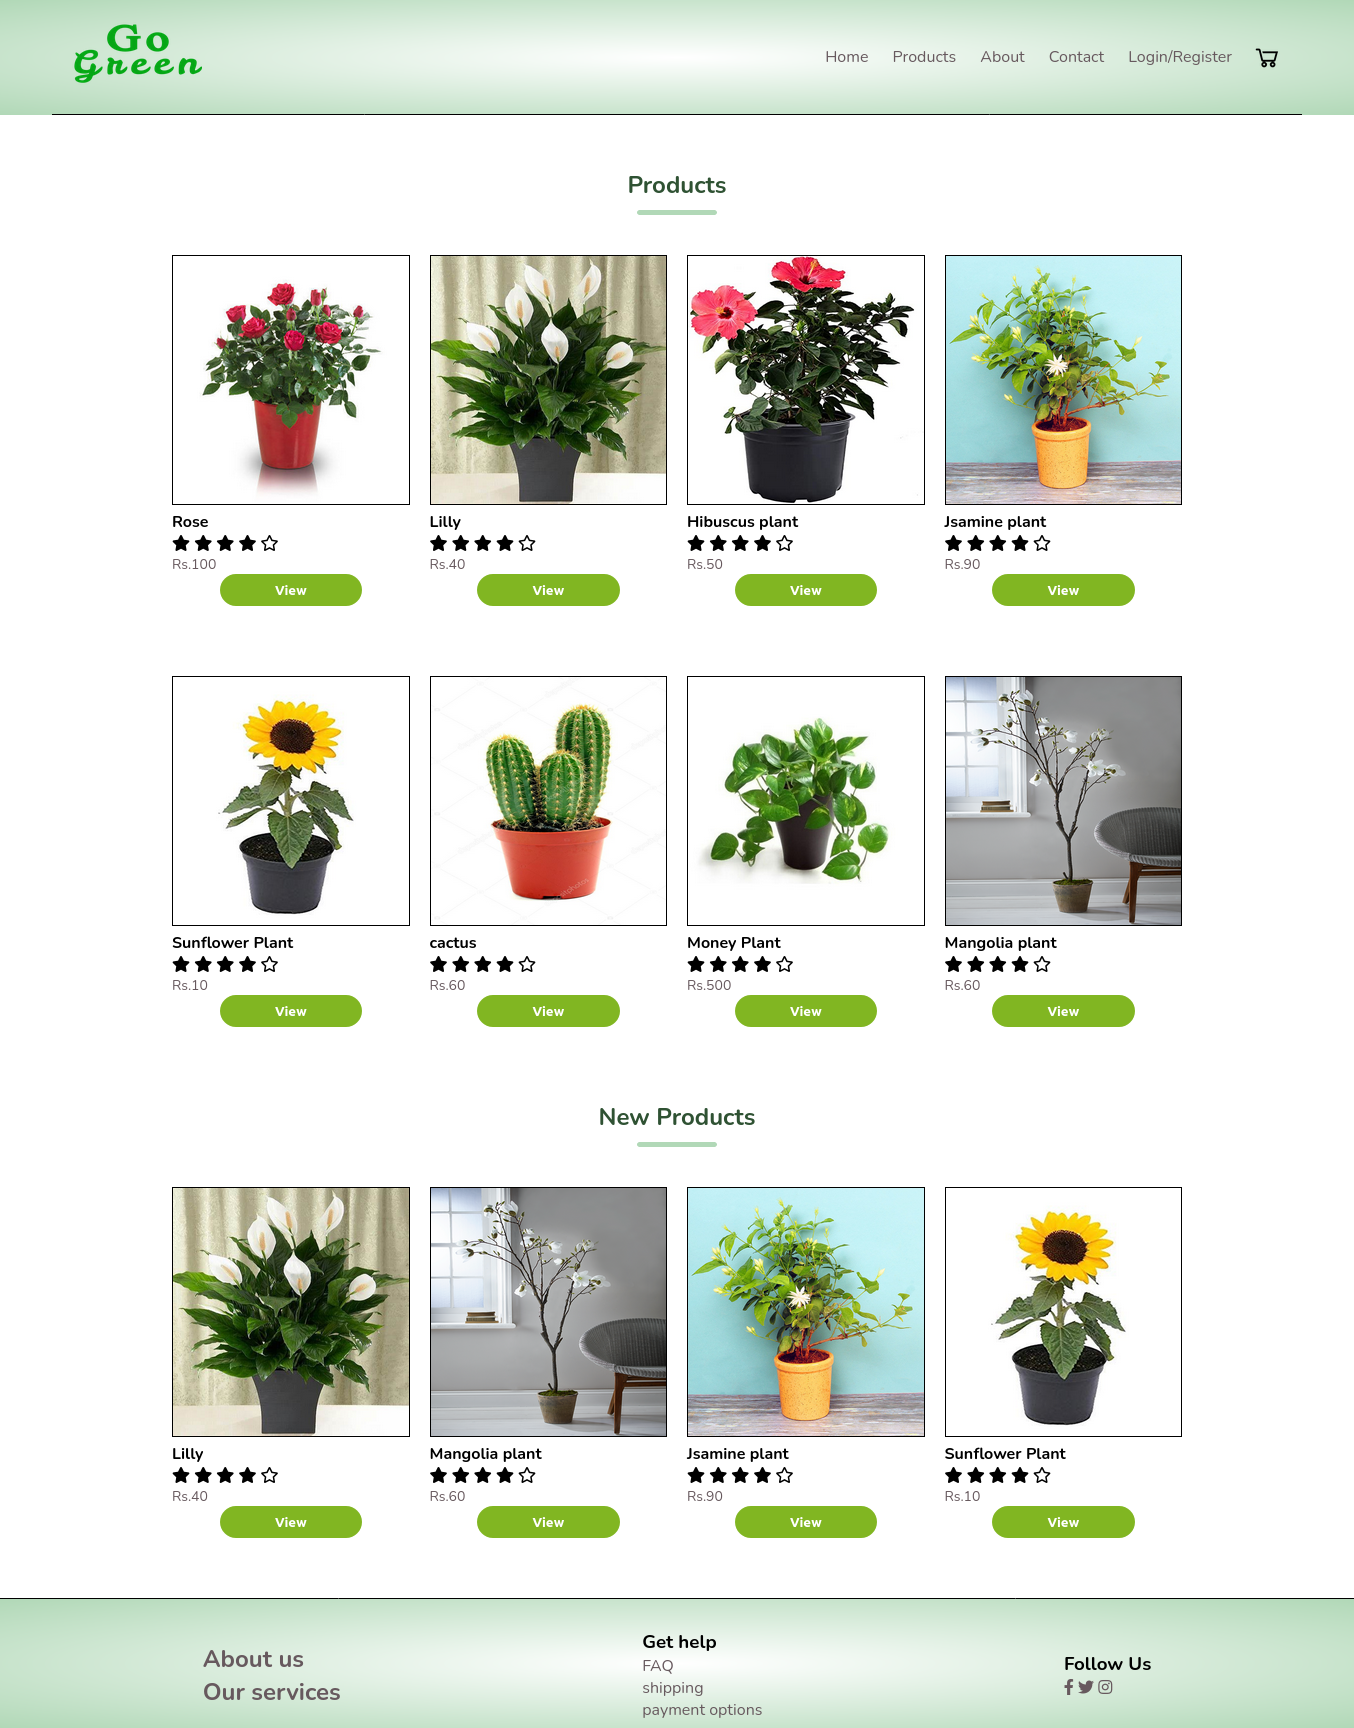 Go
Green
Home Products About Contact Login/Register
Products
Rose
Rs.100
View
Lilly
Rs.40
View
Hibuscus plant
Rs.50
View
Jsamine plant
Rs.90
View
Sunflower Plant
Rs.10
View
cactus
Rs.60
View
Money Plant
Rs.500
View
Mangolia plant
Rs.60
View
New Products
Lilly
Rs.40
View
Mangolia plant
Rs.60
View
Jsamine plant
Rs.90
View
Sunflower Plant
Rs.10
View
About us
Our services
Get help
FAQ
shipping
payment options
Follow Us